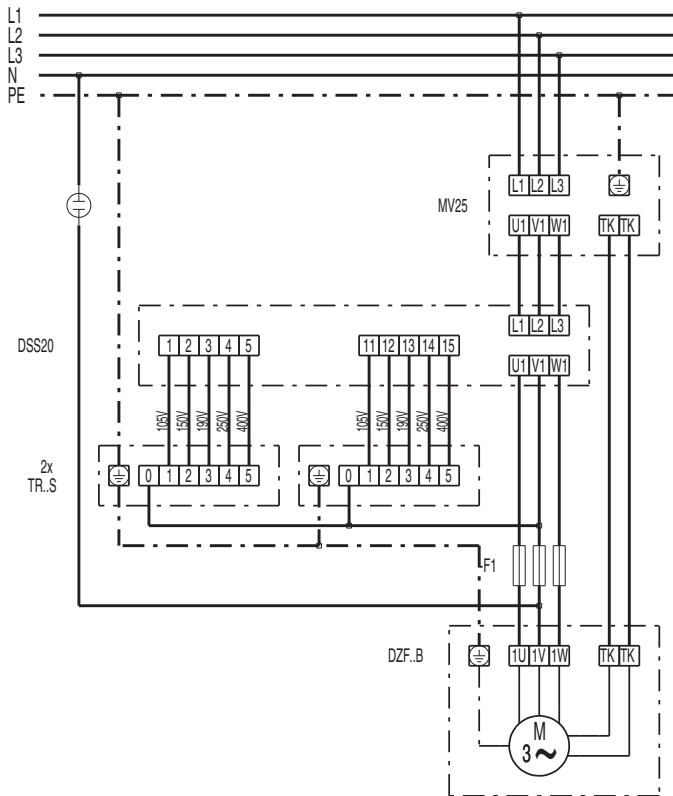 L1
L2
L3
N
PE
L1 L2 L3
MV25
U1 V1 W1 TK TK
L1 L2 L3
DSS20
1 2 3 4 5 11 12 13 14 15
U1 V1 W1
105V 150V 190V 250V 400V 105V 150V 190V 250V 400V
2x
TR..S
0 1 2 3 4 5 0 1 2 3 4 5
F1
DZF..B
1U 1V 1W TK TK
M
3 ~